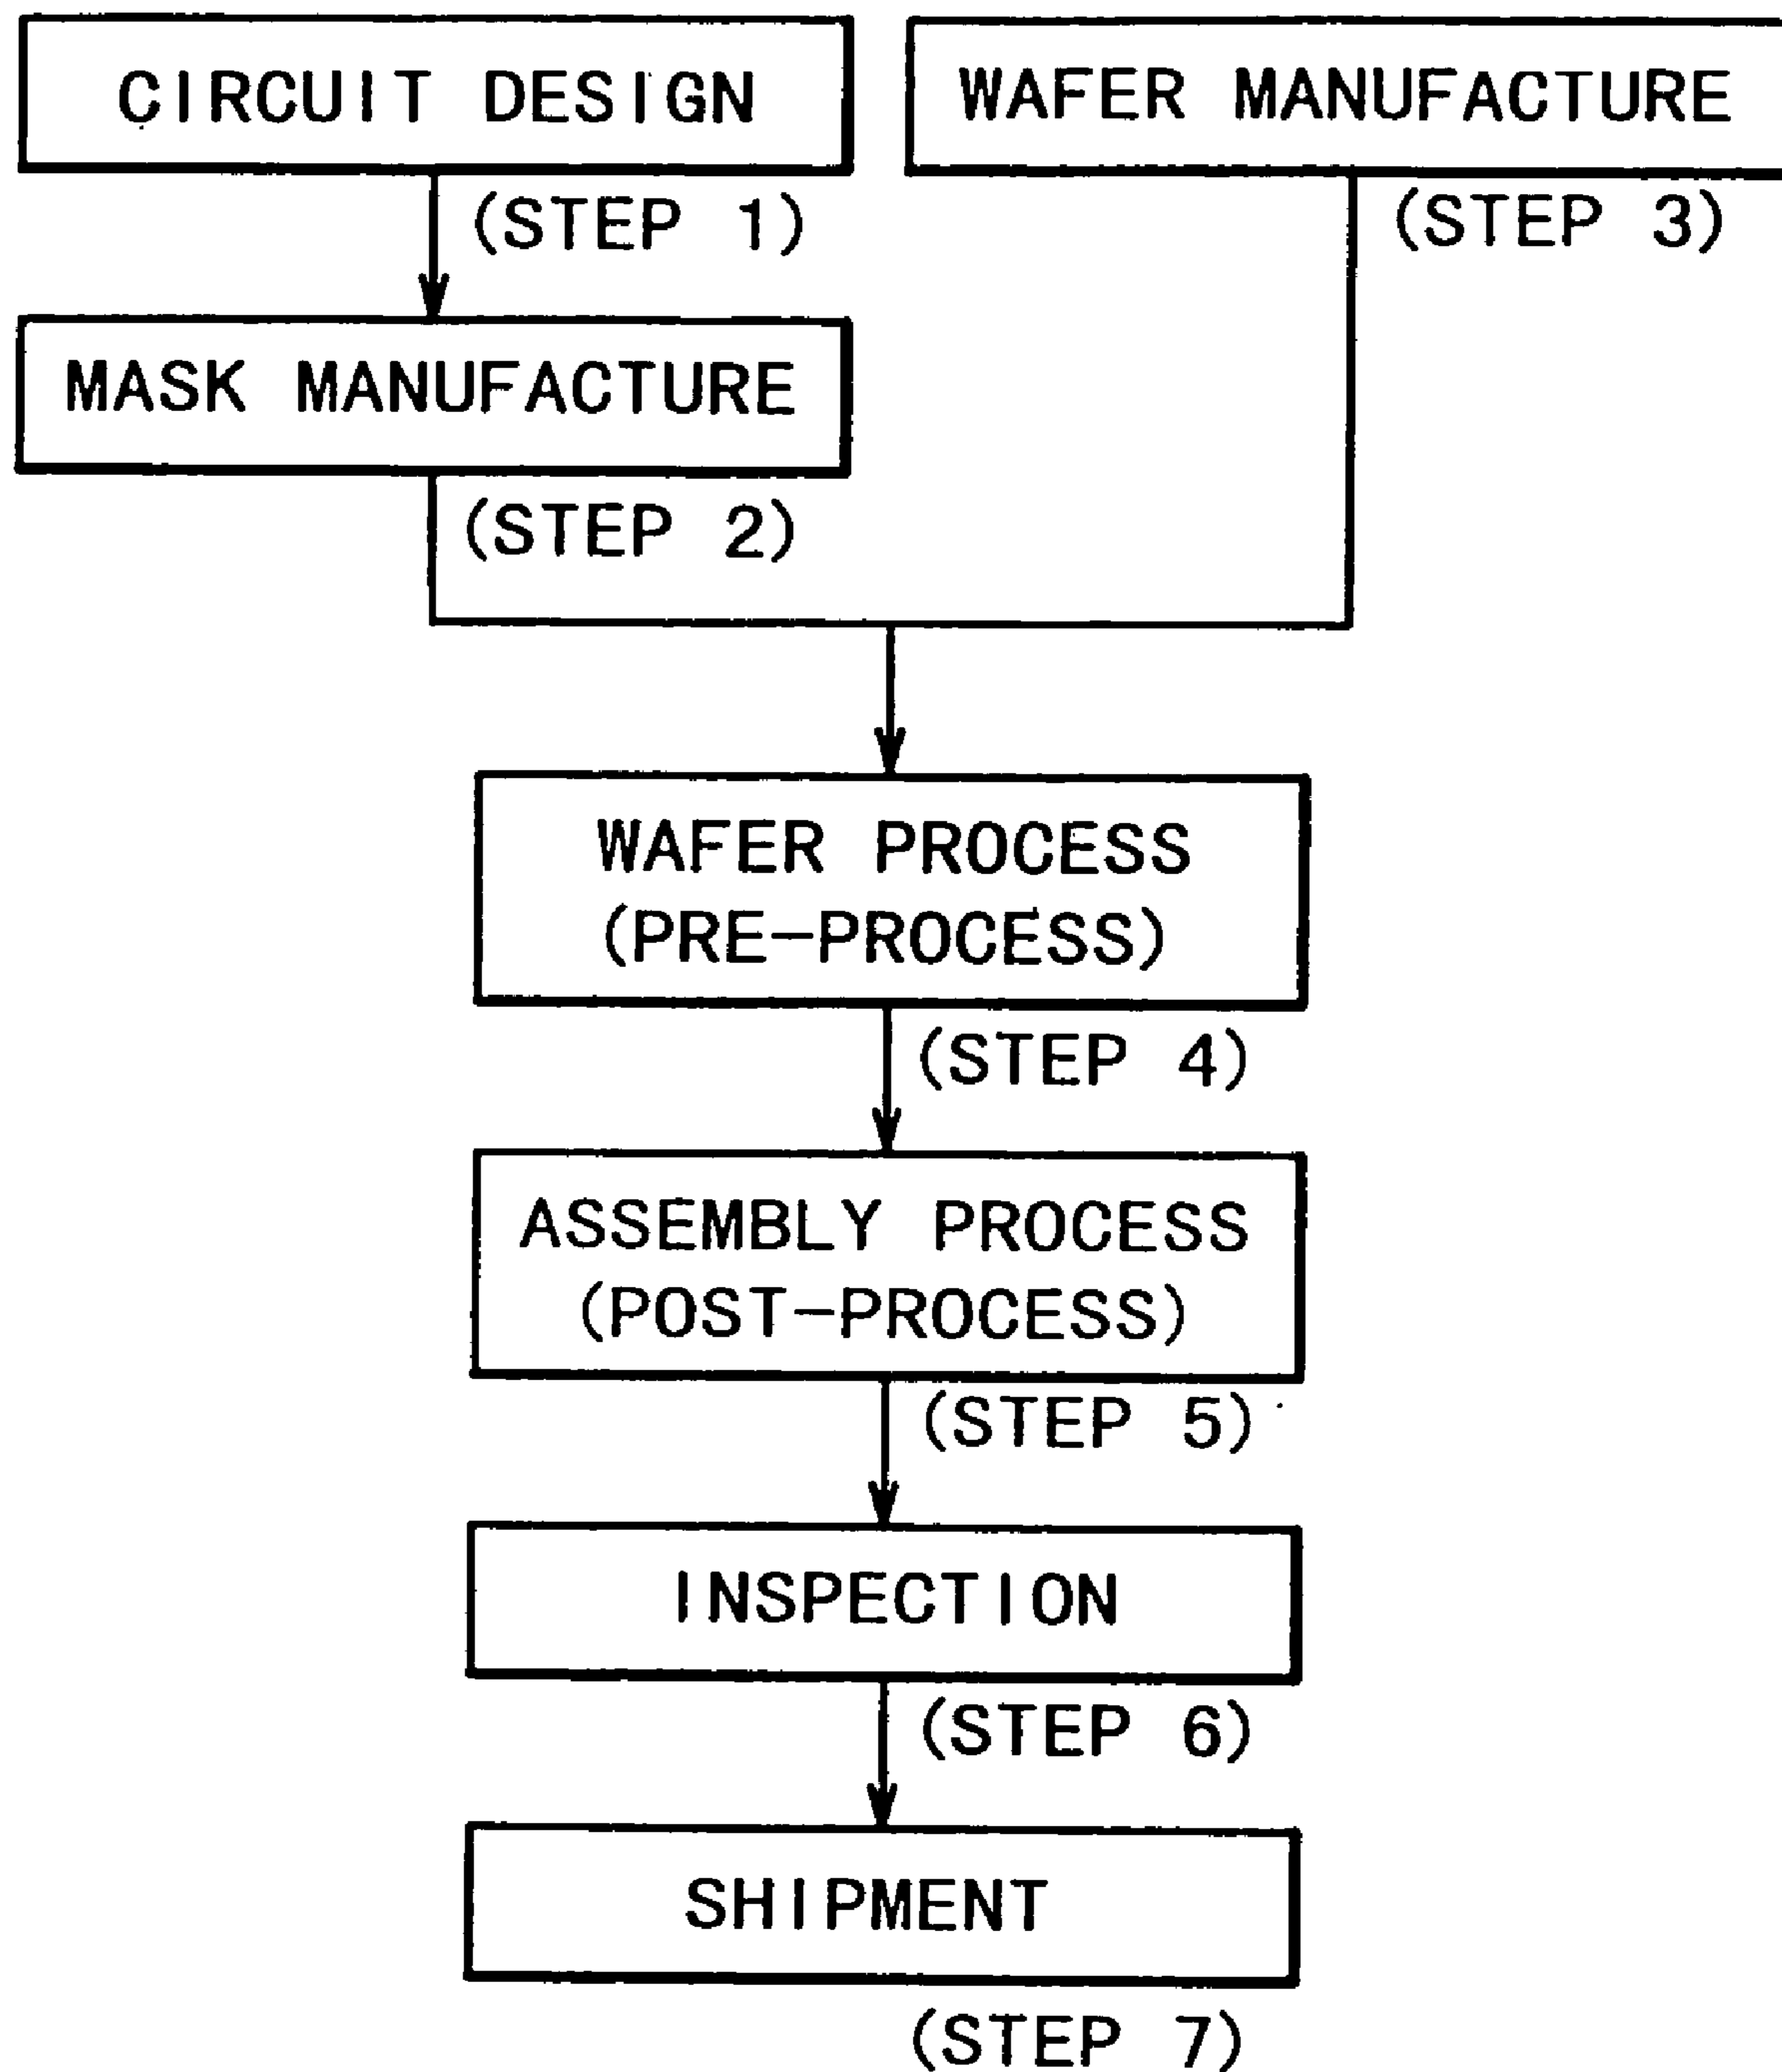 CIRCUIT DESIGN
(STEP 1)
MASK MANUFACTURE
(STEP 2)
WAFER MANUFACTURE
(STEP 3)
WAFER PROCESS
(PRE-PROCESS)
(STEP 4)
ASSEMBLY PROCESS
(POST-PROCESS)
(STEP 5)
INSPECTION
(STEP 6)
SHIPMENT
(STEP 7)